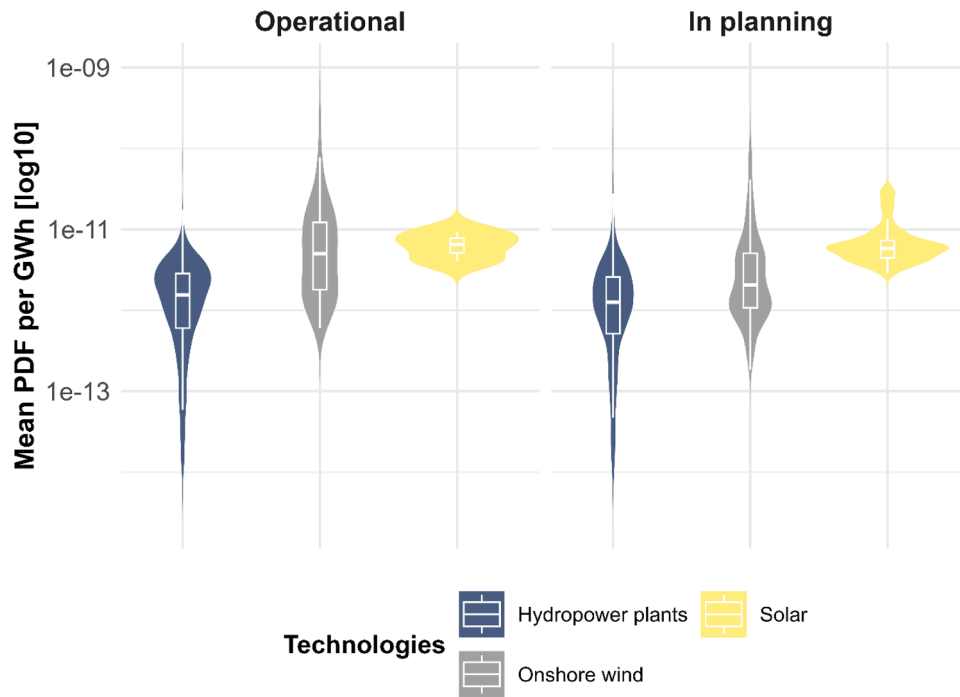 Operational
In planning
Mean PDF per GWh [log10]
1e-09
1e-11
1e-13
Technologies
Hydropower plants
Solar
Onshore wind